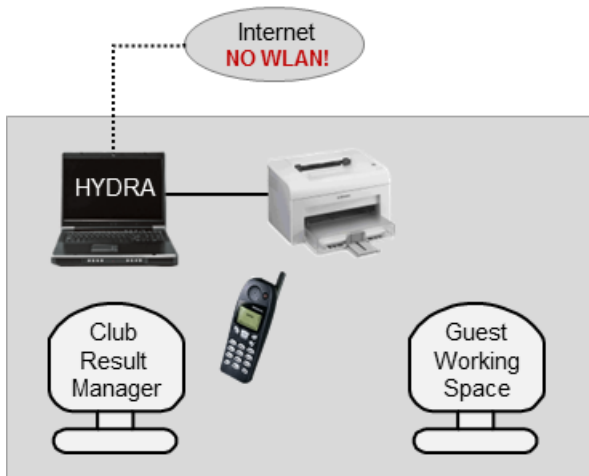 Internet
NO WLAN!
HYDRA
Club
Result
Manager
Guest
Working
Space